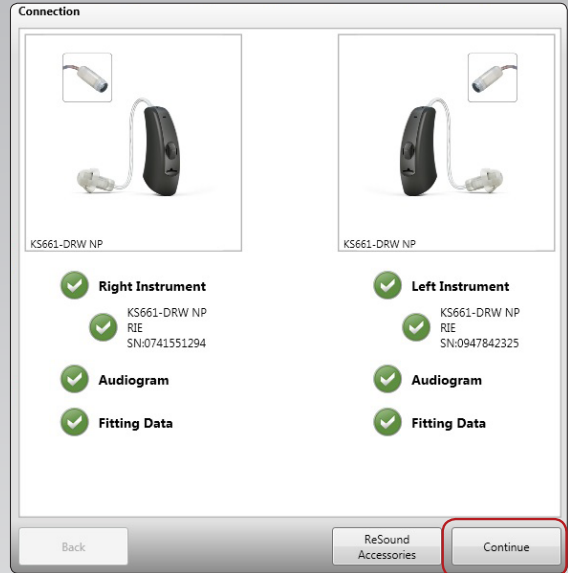 Connection
KS661-DRW NP
Right Instrument
KS661-DRW NP
RIE
SN:0741551294
Audiogram
Fitting Data
KS661-DRW NP
Left Instrument
KS661-DRW NP
RIE
SN:0947842325
Audiogram
Fitting Data
Back
ReSound
Accessories
Continue